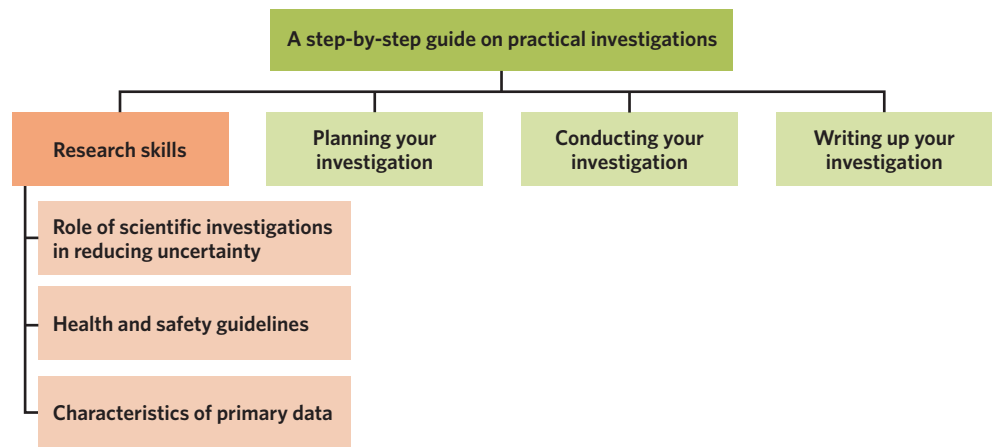 A step-by-step guide on practical investigations
Research skills
Planning your
investigation
Conducting your
investigation
Writing up your
investigation
Role of scientific investigations
in reducing uncertainty
Health and safety guidelines
Characteristics of primary data